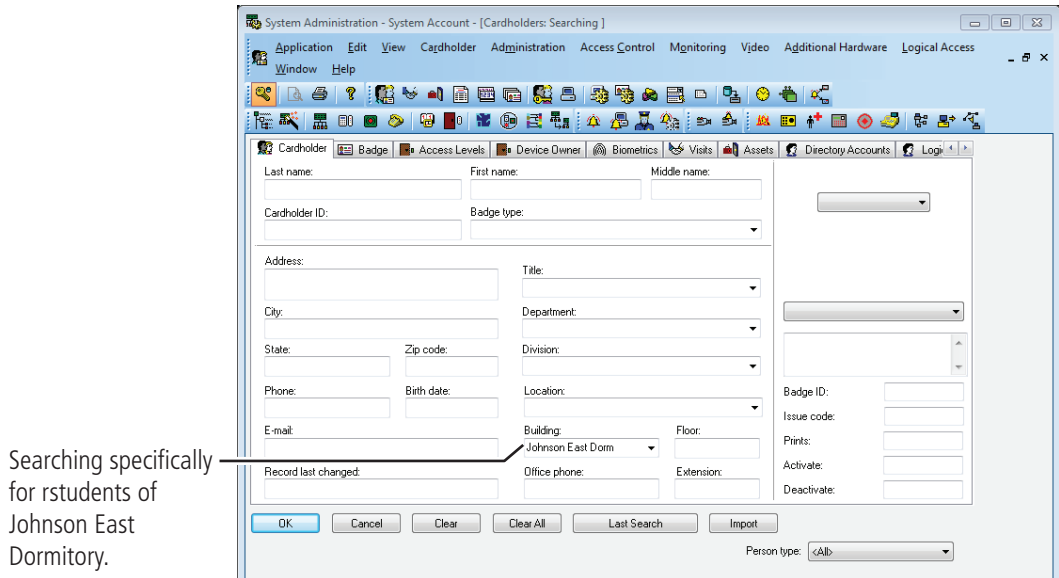 System Administration - System Account - [Cardholders: Searching ]
Application Edit View Cardholder Administration Access Control Monitoring Video Additional Hardware Logical Access
Window Help
Cardholder Badge Access Levels Device Owner Biometrics Visits Assets Directory Accounts Logi
Last name: First name: Middle name:
Cardholder ID: Badge type:
Address: Title:
City: Department:
State: Zip code: Division:
Phone: Birth date: Location:
E-mail: Building: Floor:
Johnson East Dorm
Record last changed: Office phone: Extension:
Badge ID:
Issue code:
Prints:
Activate:
Deactivate:
OK Cancel Clear Clear All Last Search Import
Person type: <All>
Searching specifically
for rstudents of
Johnson East
Dormitory.